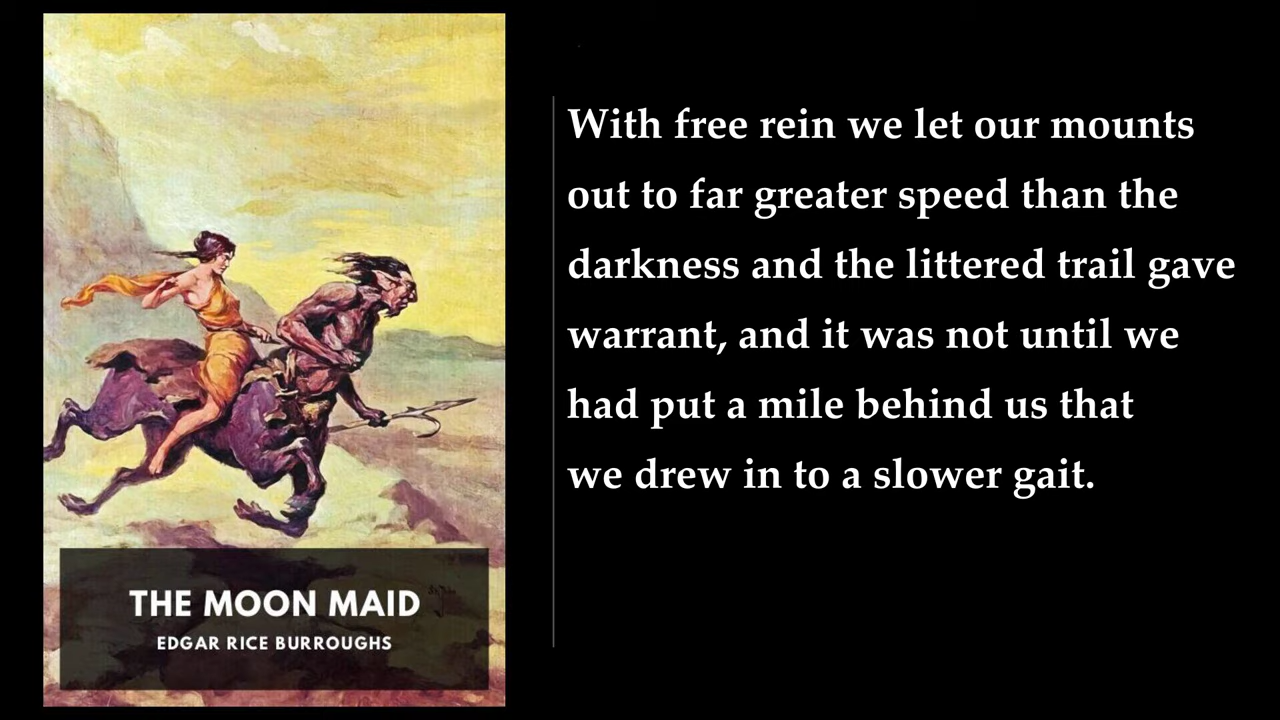 THE MOON MAID
EDGAR RICE BURROUGHS
With free rein we let our mounts
out to far greater speed than the
darkness and the littered trail gave
warrant, and it was not until we
had put a mile behind us that
we drew in to a slower gait.